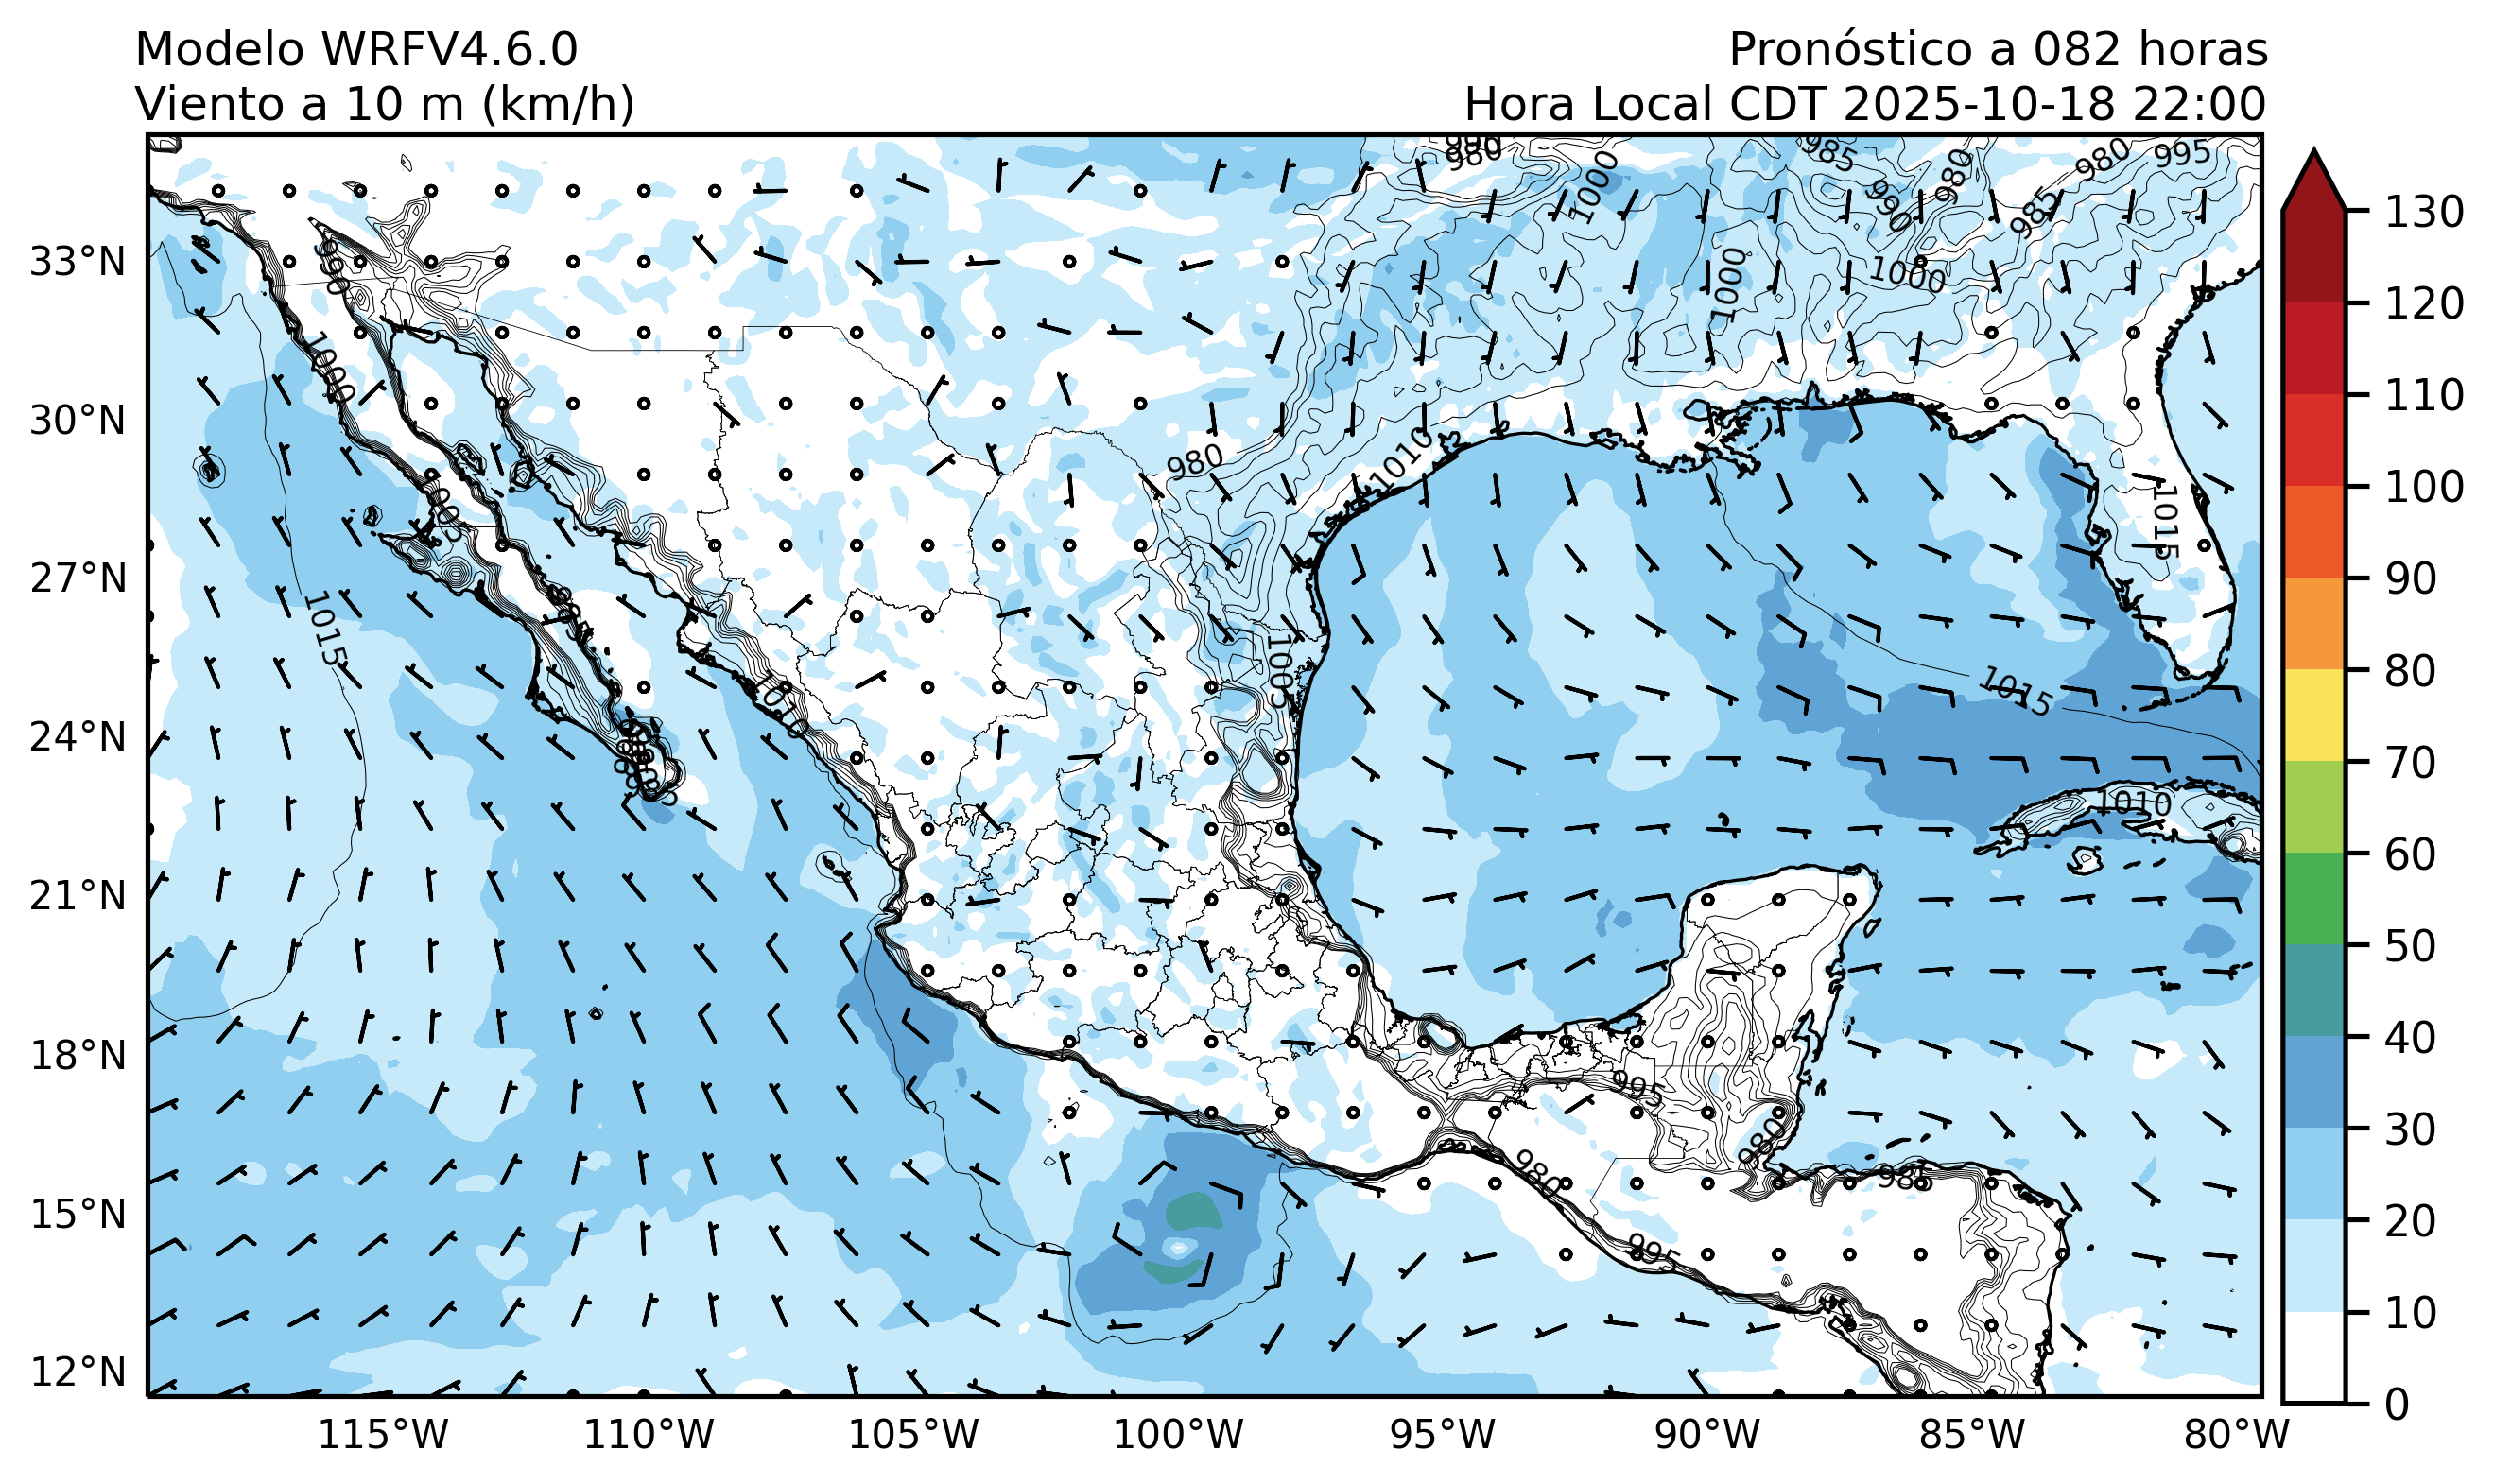 Modelo WRFV4.6.0
Pronóstico a 082 horas
Viento a 10 m (km/h)
Hora Local CDT 2025-10-18 22:00
33°N
30°N
27°N
24°N
21°N
18°N
15°N
12°N
115°W
110°W
105°W
100°W
95°W
90°W
85°W
80°W
130
120
110
100
90
80
70
60
50
40
30
20
10
0
980
1000
985
980
980
995
990
985
1000
1000
990
1000
980
1010
1005
1015
1015
1005
1010
1015
1010
995
980
980
985
995